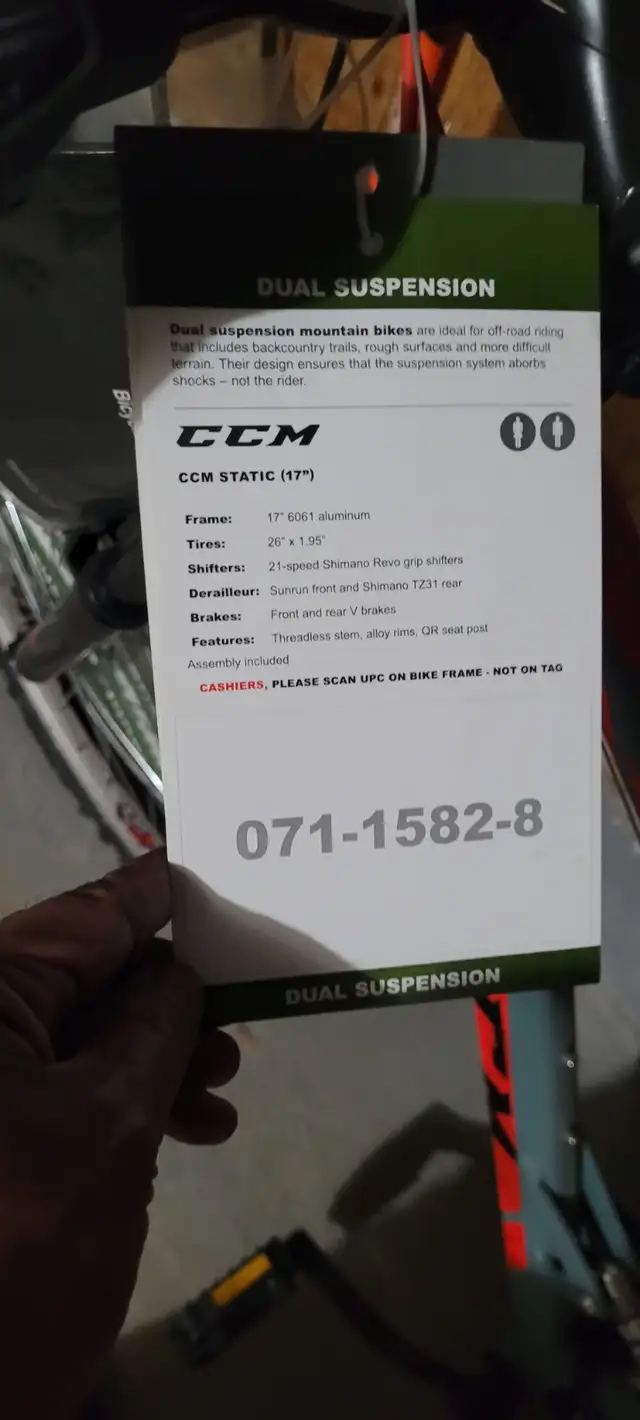 DUAL SUSPENSION
Dual suspension mountain bikes are ideal for off-road riding
that includes backcountry trails, rough surfaces and more difficult
terrain. Their design ensures that the suspension system aborbs
shocks – not the rider.
CCM
CCM STATIC (17")
Frame: 17" 6061 aluminum
Tires: 26" x 1.95"
Shifters: 21-speed Shimano Revo grip shifters
Derailleur: Sunrun front and Shimano TZ31 rear
Brakes: Front and rear V brakes
Features: Threadless stem, alloy rims, QR seat post
Assembly included
CASHIERS, PLEASE SCAN UPC ON BIKE FRAME - NOT ON TAG
071-1582-8
DUAL SUSPENSION